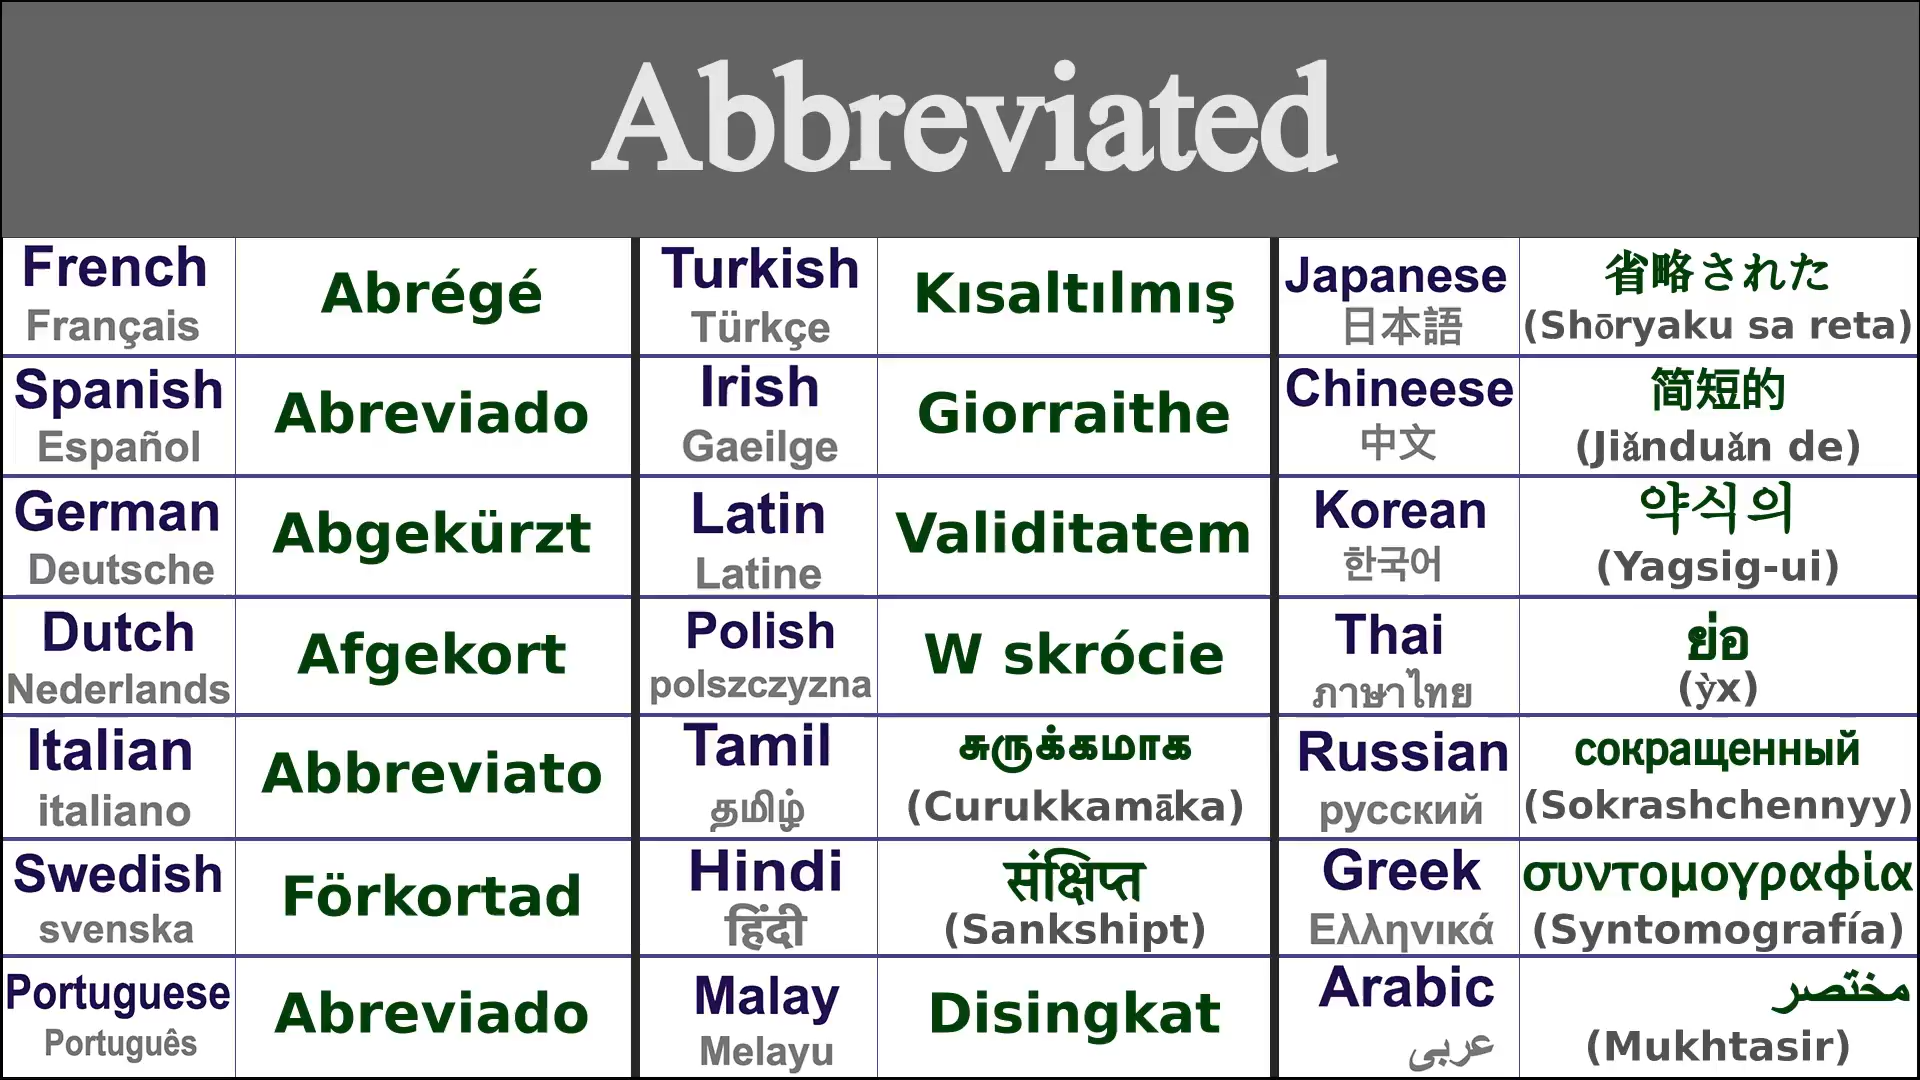 Abbreviated
French
Français
Abrégé
Turkish
Türkçe
Kısaltılmış
Japanese
日本語
省略された
(Shōryaku sa reta)
Spanish
Español
Abreviado
Irish
Gaeilge
Giorraithe
Chineese
中文
简短的
(Jiǎnduǎn de)
German
Deutsche
Abgekürzt
Latin
Latine
Validitatem
Korean
한국어
약식의
(Yagsig-ui)
Dutch
Nederlands
Afgekort
Polish
polszczyzna
W skrócie
Thai
ภาษาไทย
ย่อ
(ỳx)
Italian
italiano
Abbreviato
Tamil
தமிழ்
சுருக்கமாக
(Curukkamāka)
Russian
русский
сокращенный
(Sokrashchennyy)
Swedish
svenska
Förkortad
Hindi
हिंदी
संक्षिप्त
(Sankshipt)
Greek
Ελληνικά
συντομογραφία
(Syntomografía)
Portuguese
Português
Abreviado
Malay
Melayu
Disingkat
Arabic
عربى
مختصر
(Mukhtasir)